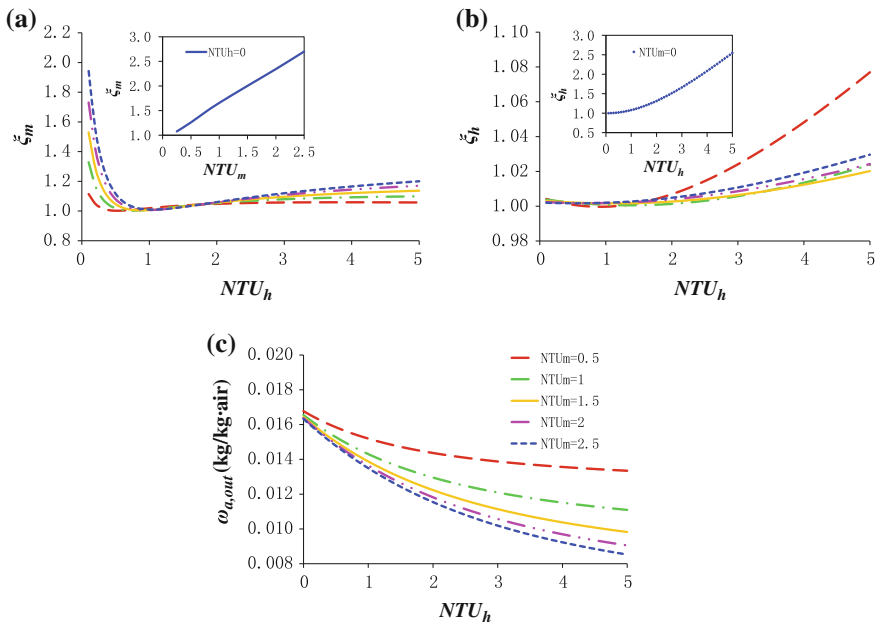 (a)
2.2
2.0
1.8
1.6
1.4
1.2
1.0
0.8
ξm
0 1 2 3 4 5
NTUh
3.0
2.5
2.0
1.5
1.0
ξm
NTUh=0
0 0.5 1 1.5 2 2.5
NTUm
(b)
1.10
1.08
1.06
1.04
1.02
1.00
0.98
ξh
0 1 2 3 4 5
NTUh
3.0
2.5
2.0
1.5
1.0
0.5
0.0
ξh
NTUm=0
0 1 2 3 4 5
NTUh
(c)
0.020
0.018
0.016
0.014
0.012
0.010
0.008
ωa,out (kg/kg·air)
NTUm=0.5
NTUm=1
NTUm=1.5
NTUm=2
NTUm=2.5
0 1 2 3 4 5
NTUh